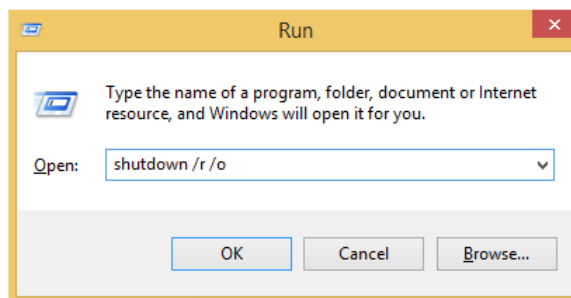 Run
Type the name of a program, folder, document or Internet
resource, and Windows will open it for you.
Open: shutdown /r /o
OK Cancel Browse...